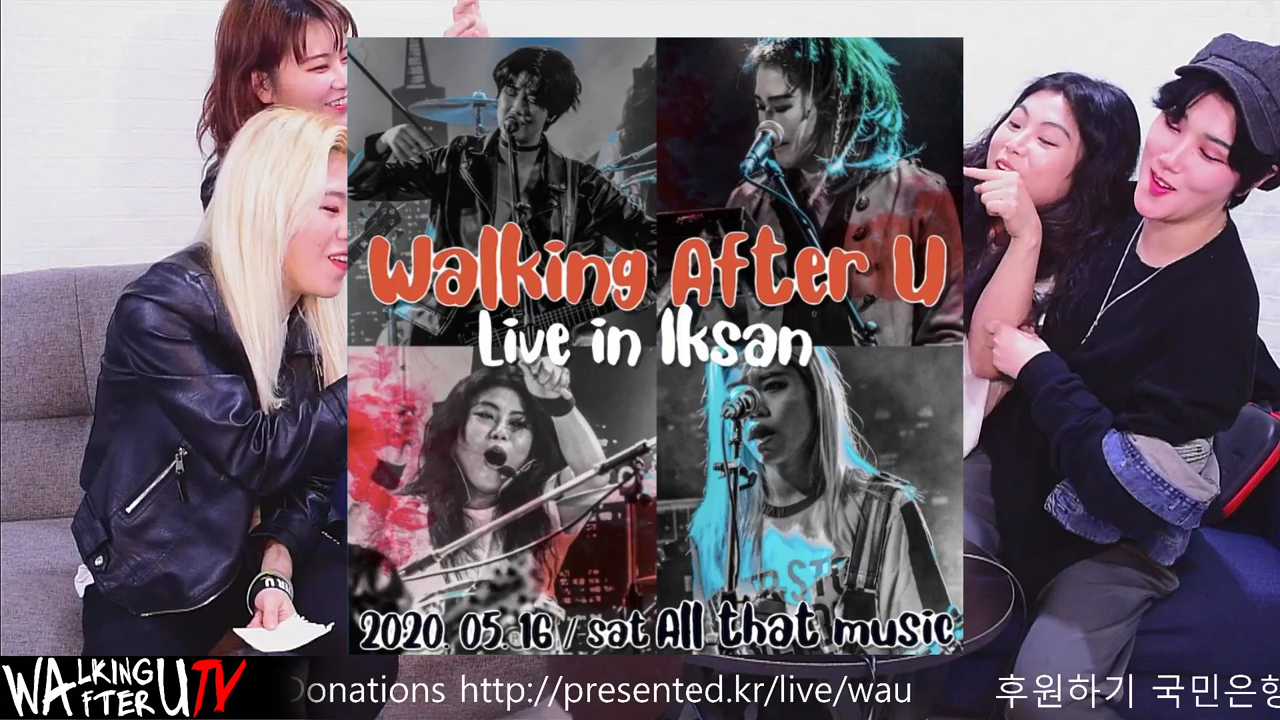 Walking After U
Live in Iksan
2020. 05. 16 / sat All that music
WALKING AFTER U TV
Donations http://presented.kr/live/wau 후원하기 국민은행